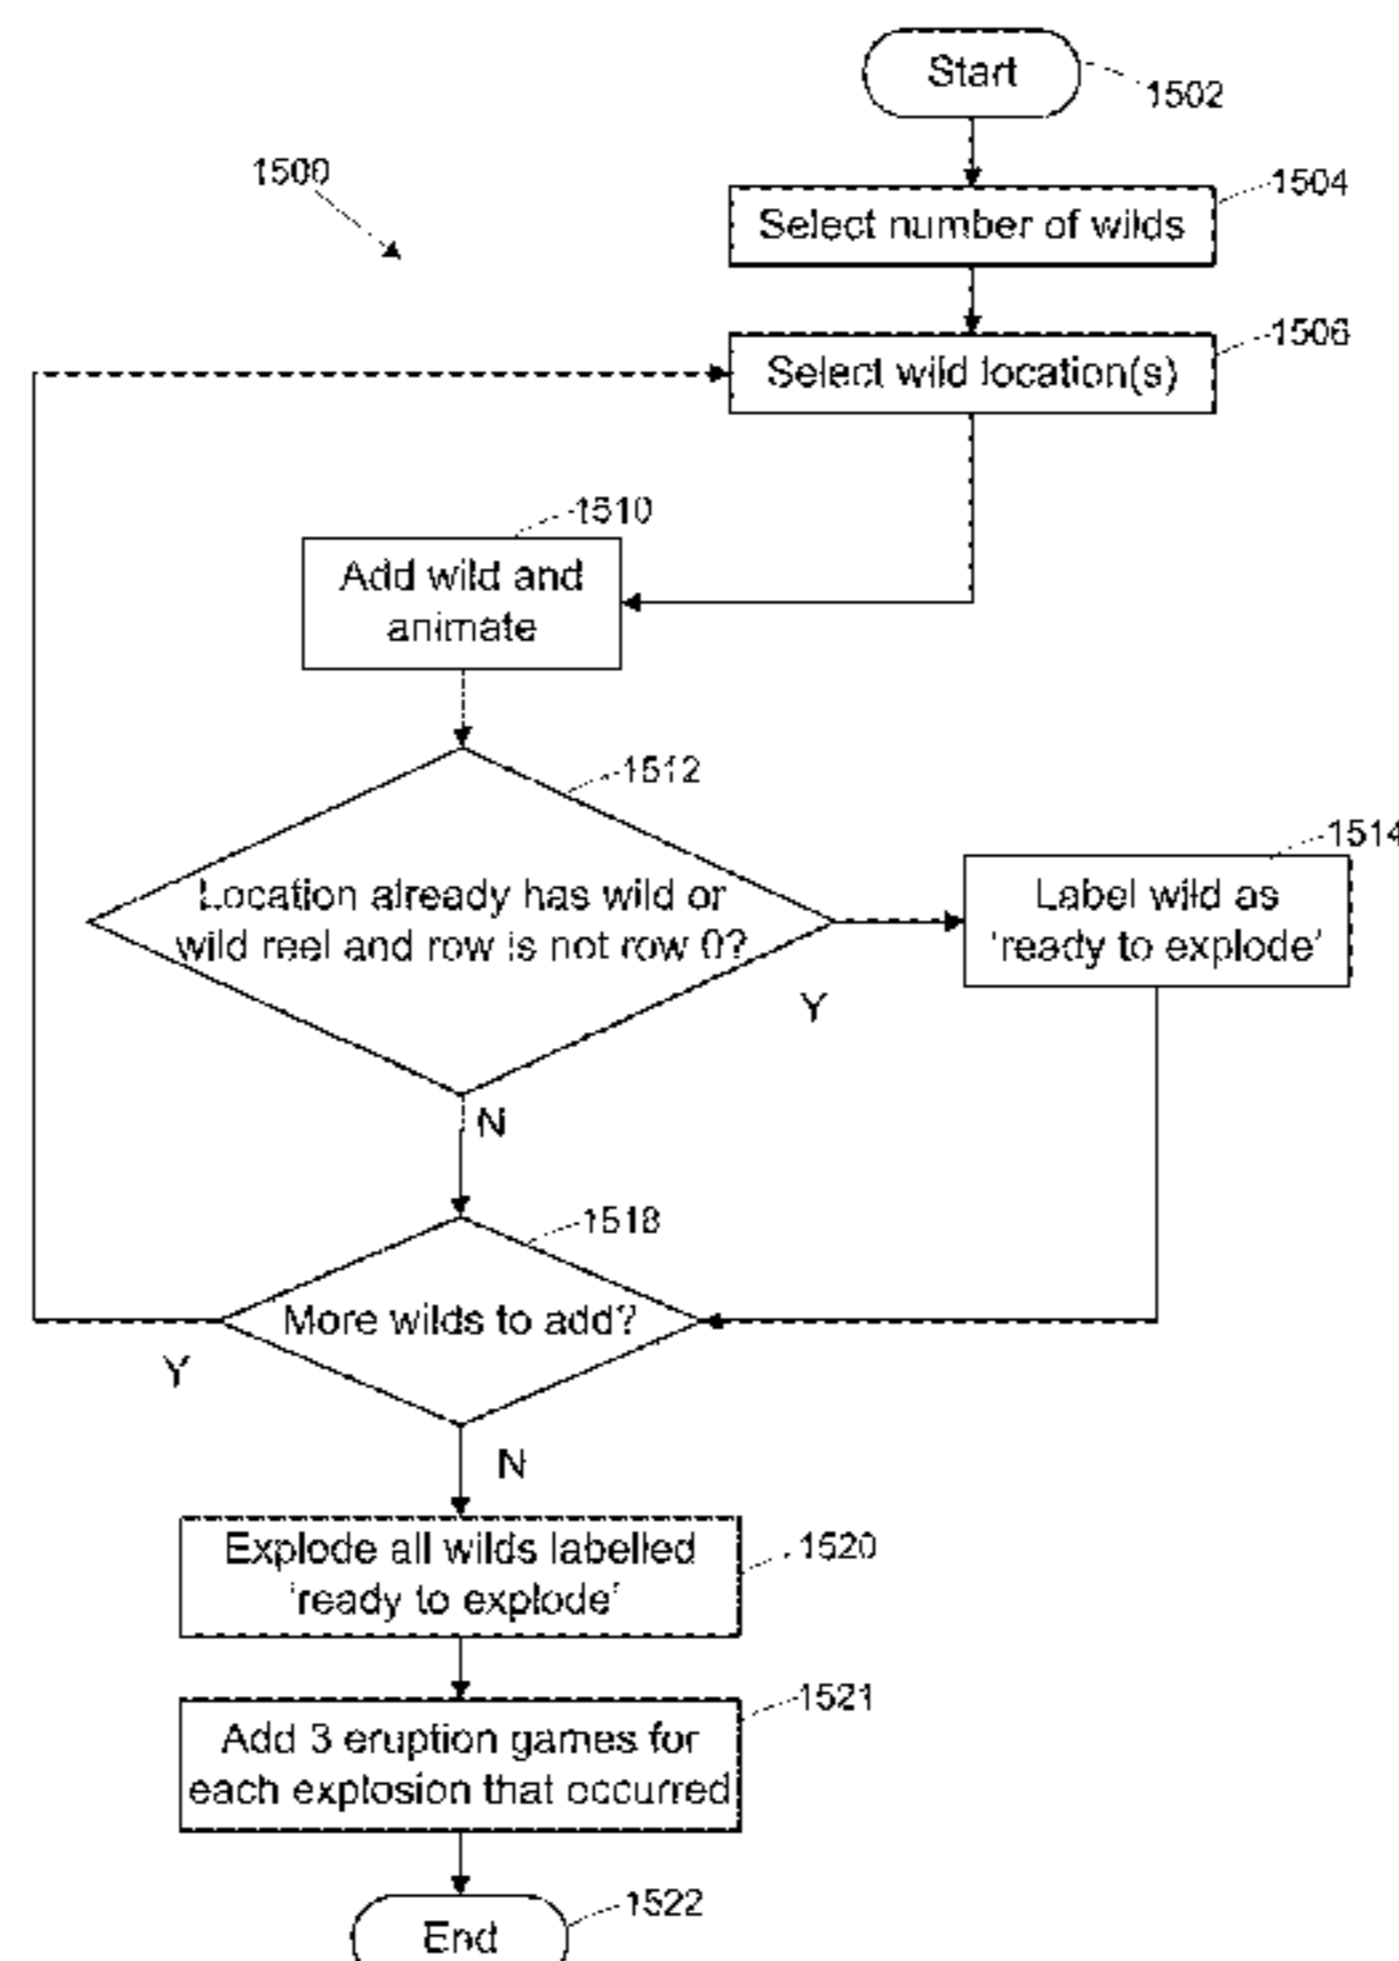 Start
1502
1500
1504
Select number of wilds
1506
Select wild location(s)
1510
Add wild and
animate
1512
1514
Location already has wild or
wild reel and row is not row 0?
Label wild as
'ready to explode'
Y
N
1518
More wilds to add?
Y
N
Explode all wilds labelled
'ready to explode'
1520
1521
Add 3 eruption games for
each explosion that occurred
1522
End